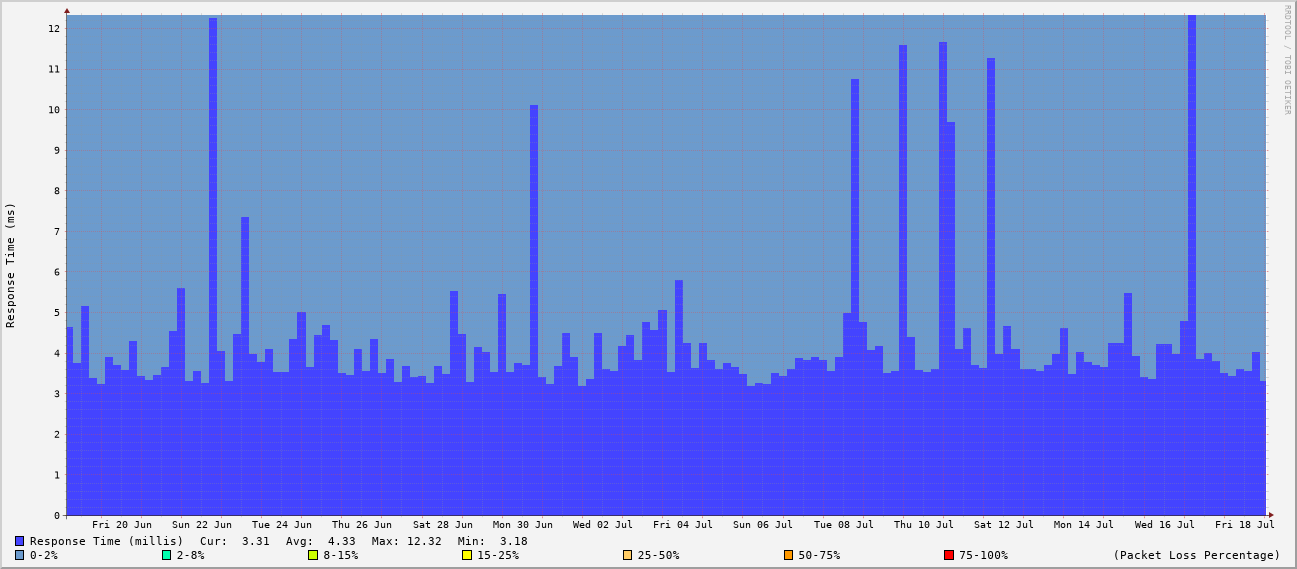 RRDTOOL / TOBI OETIKER
Response Time (ms)
12
11
10
9
8
7
6
5
4
3
2
1
0
Fri 20 Jun Sun 22 Jun Tue 24 Jun Thu 26 Jun Sat 28 Jun Mon 30 Jun Wed 02 Jul Fri 04 Jul Sun 06 Jul Tue 08 Jul Thu 10 Jul Sat 12 Jul Mon 14 Jul Wed 16 Jul Fri 18 Jul
Response Time (millis) Cur: 3.31 Avg: 4.33 Max: 12.32 Min: 3.18
0-2% 2-8% 8-15% 15-25% 25-50% 50-75% 75-100% (Packet Loss Percentage)